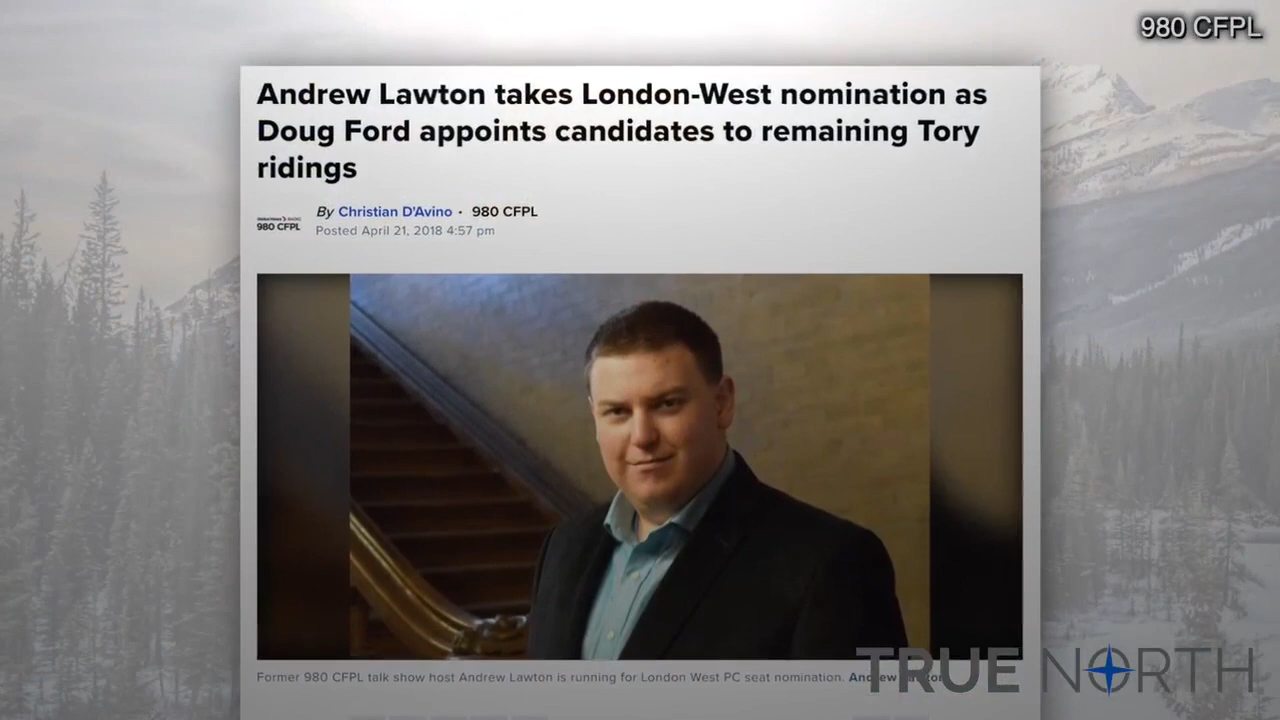 980 CFPL
Andrew Lawton takes London-West nomination as
Doug Ford appoints candidates to remaining Tory
ridings
By Christian D'Avino · 980 CFPL
980 CFPL
Posted April 21, 2018 4:57 pm
Former 980 CFPL talk show host Andrew Lawton is running for London West PC seat nomination. Andrew
TRUE NORTH